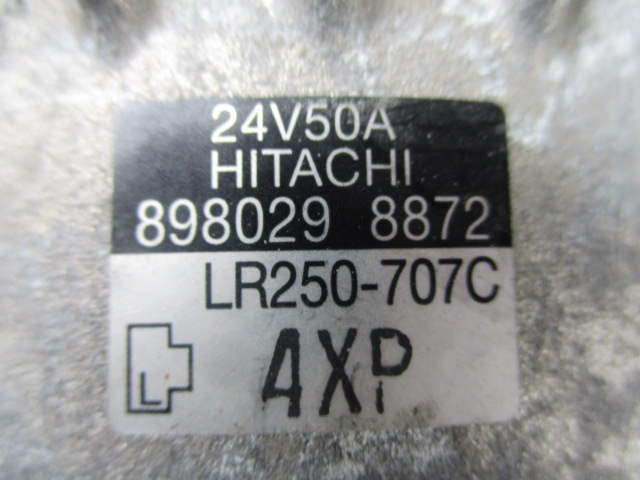 24V50A
HITACHI
898029 8872
LR250-707C
L 4XP